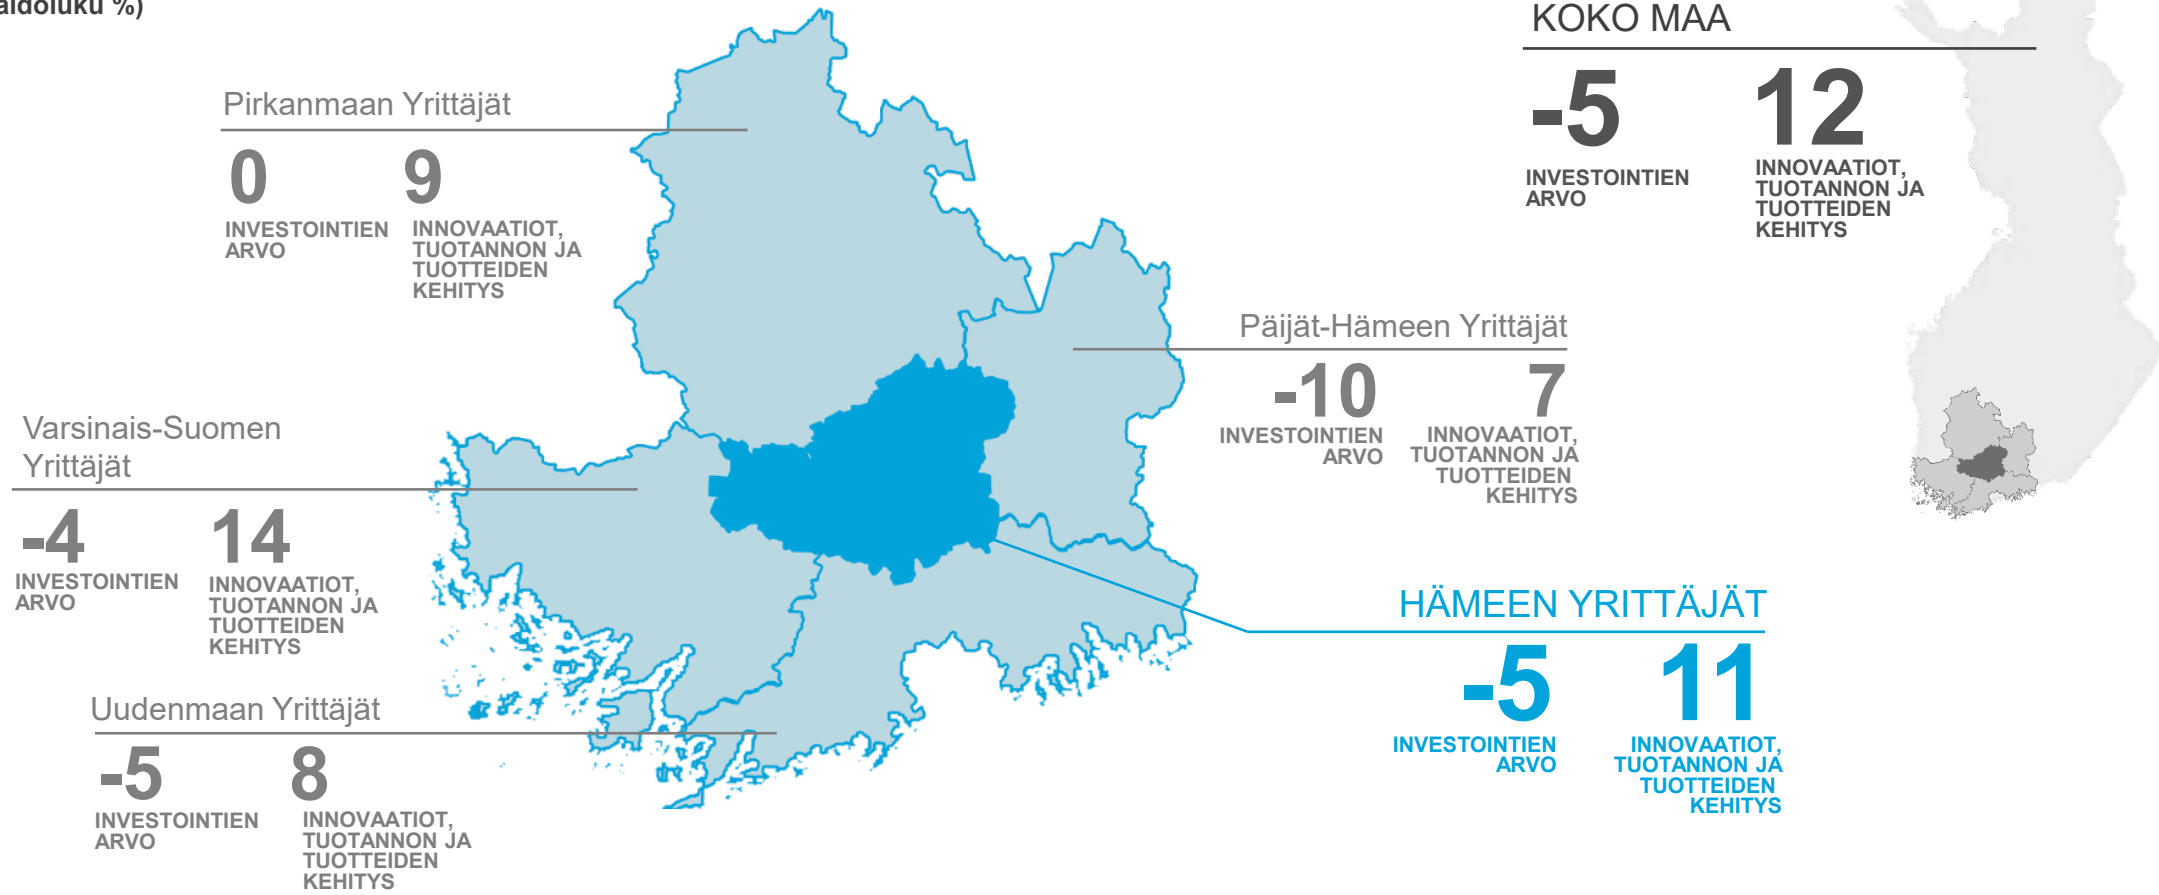 KOKO MAA
-5
12
INVESTOINTIEN
ARVO
INNOVAATIOT,
TUOTANNON JA
TUOTTEIDEN
KEHITYS
Pirkanmaan Yrittäjät
0
9
INVESTOINTIEN
ARVO
INNOVAATIOT,
TUOTANNON JA
TUOTTEIDEN
KEHITYS
Päijät-Hämeen Yrittäjät
-10
7
INVESTOINTIEN
ARVO
INNOVAATIOT,
TUOTANNON JA
TUOTTEIDEN
KEHITYS
Varsinais-Suomen
Yrittäjät
-4
14
INVESTOINTIEN
ARVO
INNOVAATIOT,
TUOTANNON JA
TUOTTEIDEN
KEHITYS
HÄMEEN YRITTÄJÄT
-5
11
INVESTOINTIEN
ARVO
INNOVAATIOT,
TUOTANNON JA
TUOTTEIDEN
KEHITYS
Uudenmaan Yrittäjät
-5
8
INVESTOINTIEN
ARVO
INNOVAATIOT,
TUOTANNON JA
TUOTTEIDEN
KEHITYS